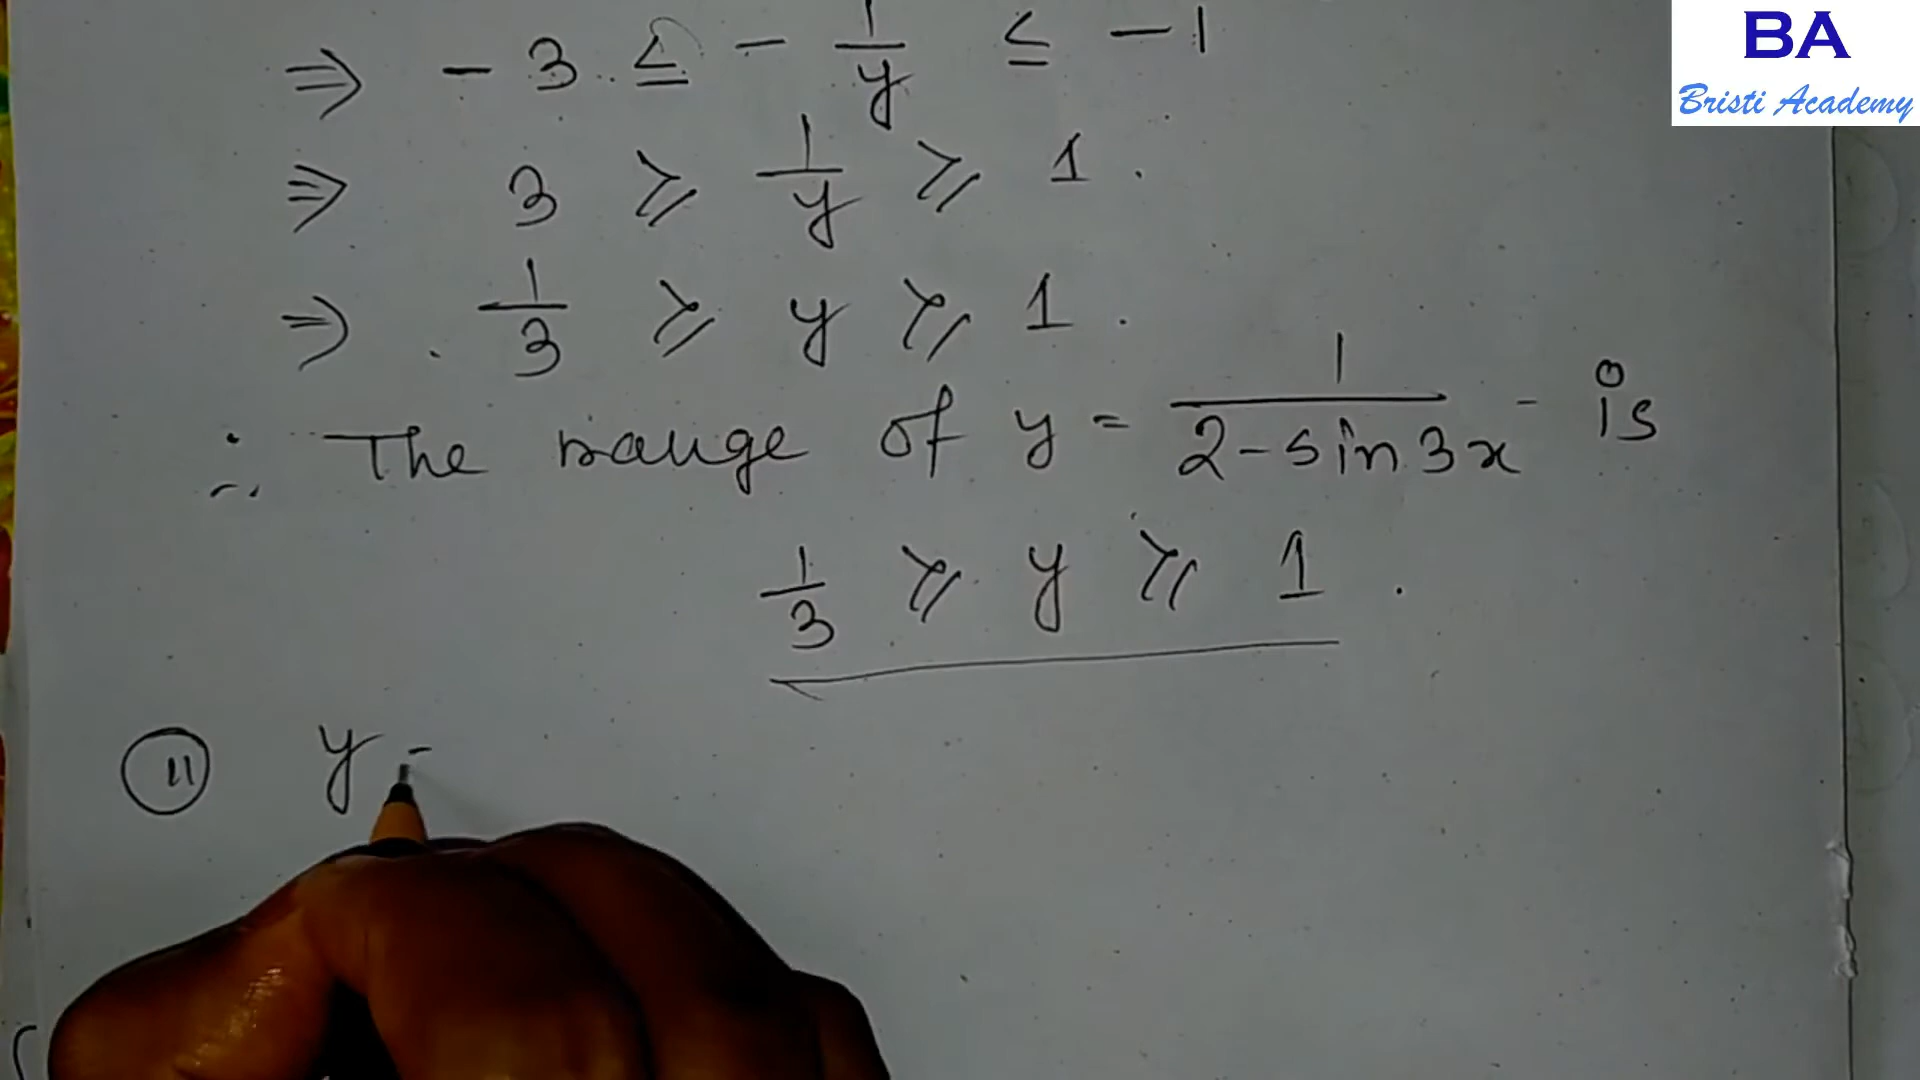 BA
Bristi Academy
⇒ - 3 ≤ - 1/y ≤ -1
⇒ 3 ≥ 1/y ≥ 1.
⇒ 1/3 ≥ y ≥ 1.
∴ The range of y = 1/(2-sin3x) is
1/3 ≥ y ≥ 1.
(11) y =